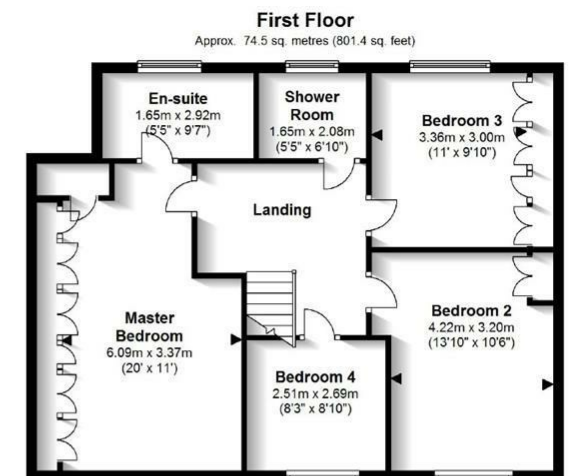 First Floor
Approx. 74.5 sq. metres (801.4 sq. feet)
En-suite
1.65m x 2.92m
(5'5" x 9'7")
Shower
Room
1.65m x 2.08m
(5'5" x 6'10")
Bedroom 3
3.36m x 3.00m
(11' x 9'10")
Landing
Master
Bedroom
6.09m x 3.37m
(20' x 11')
Bedroom 2
4.22m x 3.20m
(13'10" x 10'6")
Bedroom 4
2.51m x 2.69m
(8'3" x 8'10")